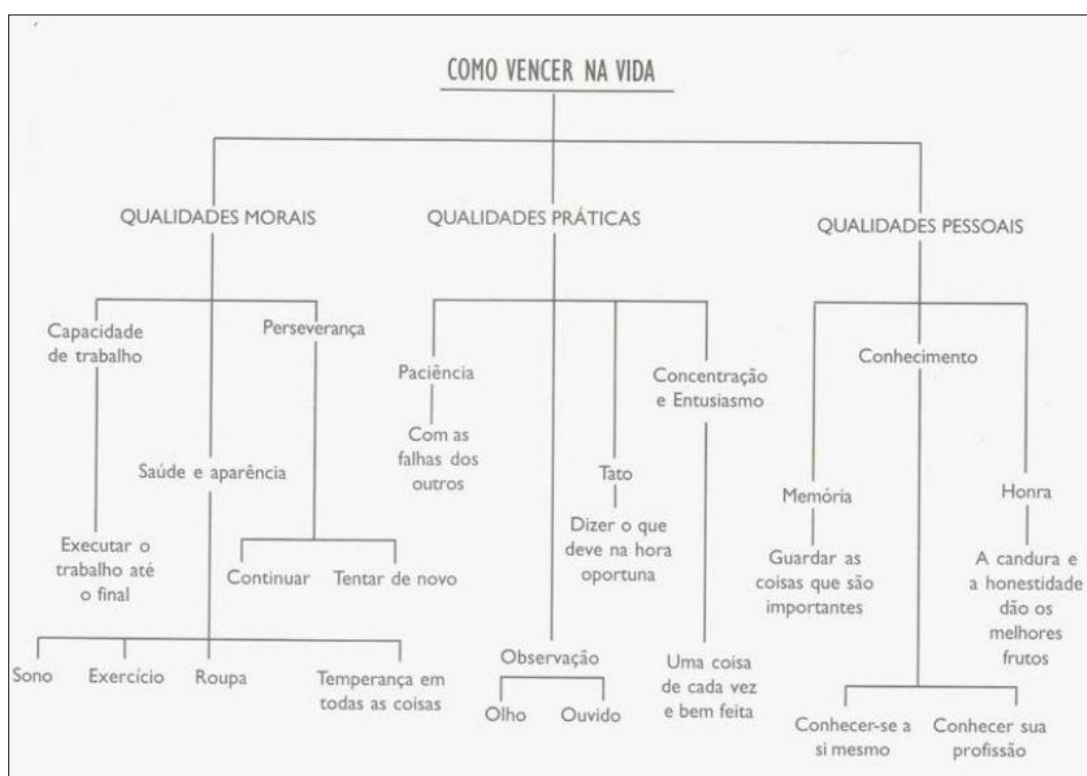 COMO VENCER NA VIDA
QUALIDADES MORAIS
Capacidade
de trabalho
Executar o
trabalho até
o final
Saúde e aparência
Sono
Exercício
Roupa
Temperança em
todas as coisas
Perseverança
Continuar
Tentar de novo
QUALIDADES PRÁTICAS
Paciência
Com as
falhas dos
outros
Observação
Olho
Ouvido
Tato
Dizer o que
deve na hora
oportuna
Concentração
e Entusiasmo
Uma coisa
de cada vez
e bem feita
QUALIDADES PESSOAIS
Memória
Guardar as
coisas que são
importantes
Conhecimento
Conhecer-se a
si mesmo
Conhecer sua
profissão
Honra
A candura e
a honestidade
dão os
melhores
frutos